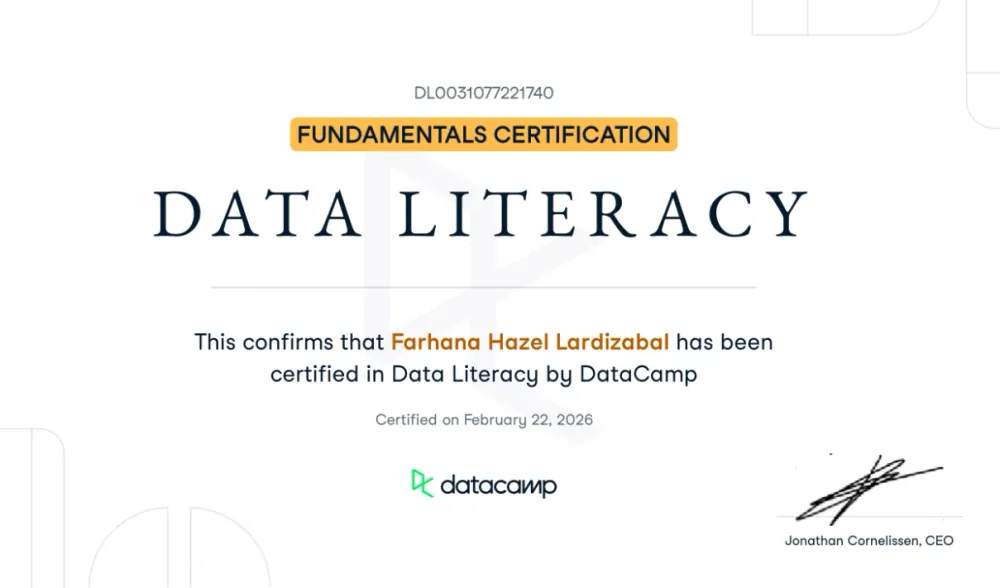 DL0031077221740
FUNDAMENTALS CERTIFICATION
DATA LITERACY
This confirms that Farhana Hazel Lardizabal has been
certified in Data Literacy by DataCamp
Certified on February 22, 2026
datacamp
Jonathan Cornelissen, CEO